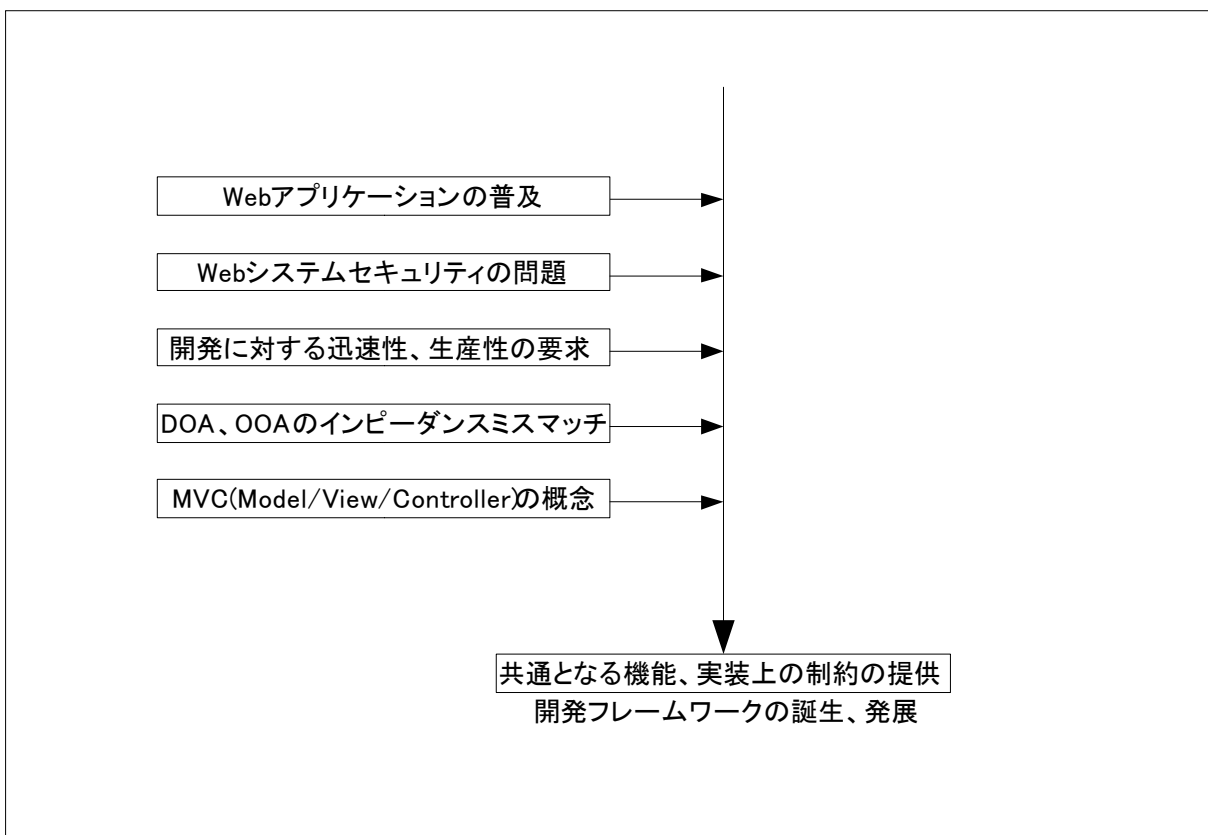 Webアプリケーションの普及
Webシステムセキュリティの問題
開発に対する迅速性、生産性の要求
DOA、OOAのインピーダンスミスマッチ
MVC(Model/View/Controller)の概念
共通となる機能、実装上の制約の提供
開発フレームワークの誕生、発展